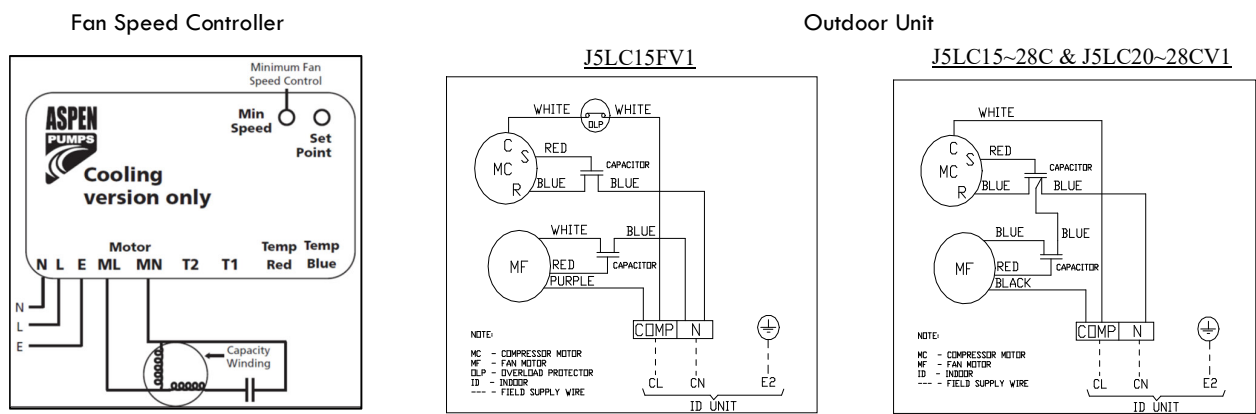 Fan Speed Controller
Outdoor Unit
Minimum Fan
Speed Control
ASPEN
PUMPS
Min
Speed
Set
Point
Cooling
version only
Motor
Temp Temp
N L E ML MN T2 T1 Red Blue
N
L
E
Capacity
Winding
J5LC15FV1
WHITE WHITE
OLP
C
S
RED
MC
CAPACITOR
R
BLUE BLUE
WHITE BLUE
MF
RED
CAPACITOR
PURPLE
COMP N
NOTE:
MC - COMPRESSOR MOTOR
MF - FAN MOTOR
OLP - OVERLOAD PROTECTOR
ID - INDOOR
--- - FIELD SUPPLY WIRE
CL CN E2
ID UNIT
J5LC15~28C & J5LC20~28CV1
WHITE
C
S
RED
MC
CAPACITOR
R
BLUE BLUE
BLUE BLUE
MF
RED
CAPACITOR
BLACK
COMP N
NOTE:
MC - COMPRESSOR MOTOR
MF - FAN MOTOR
ID - INDOOR
--- - FIELD SUPPLY WIRE
CL CN E2
ID UNIT